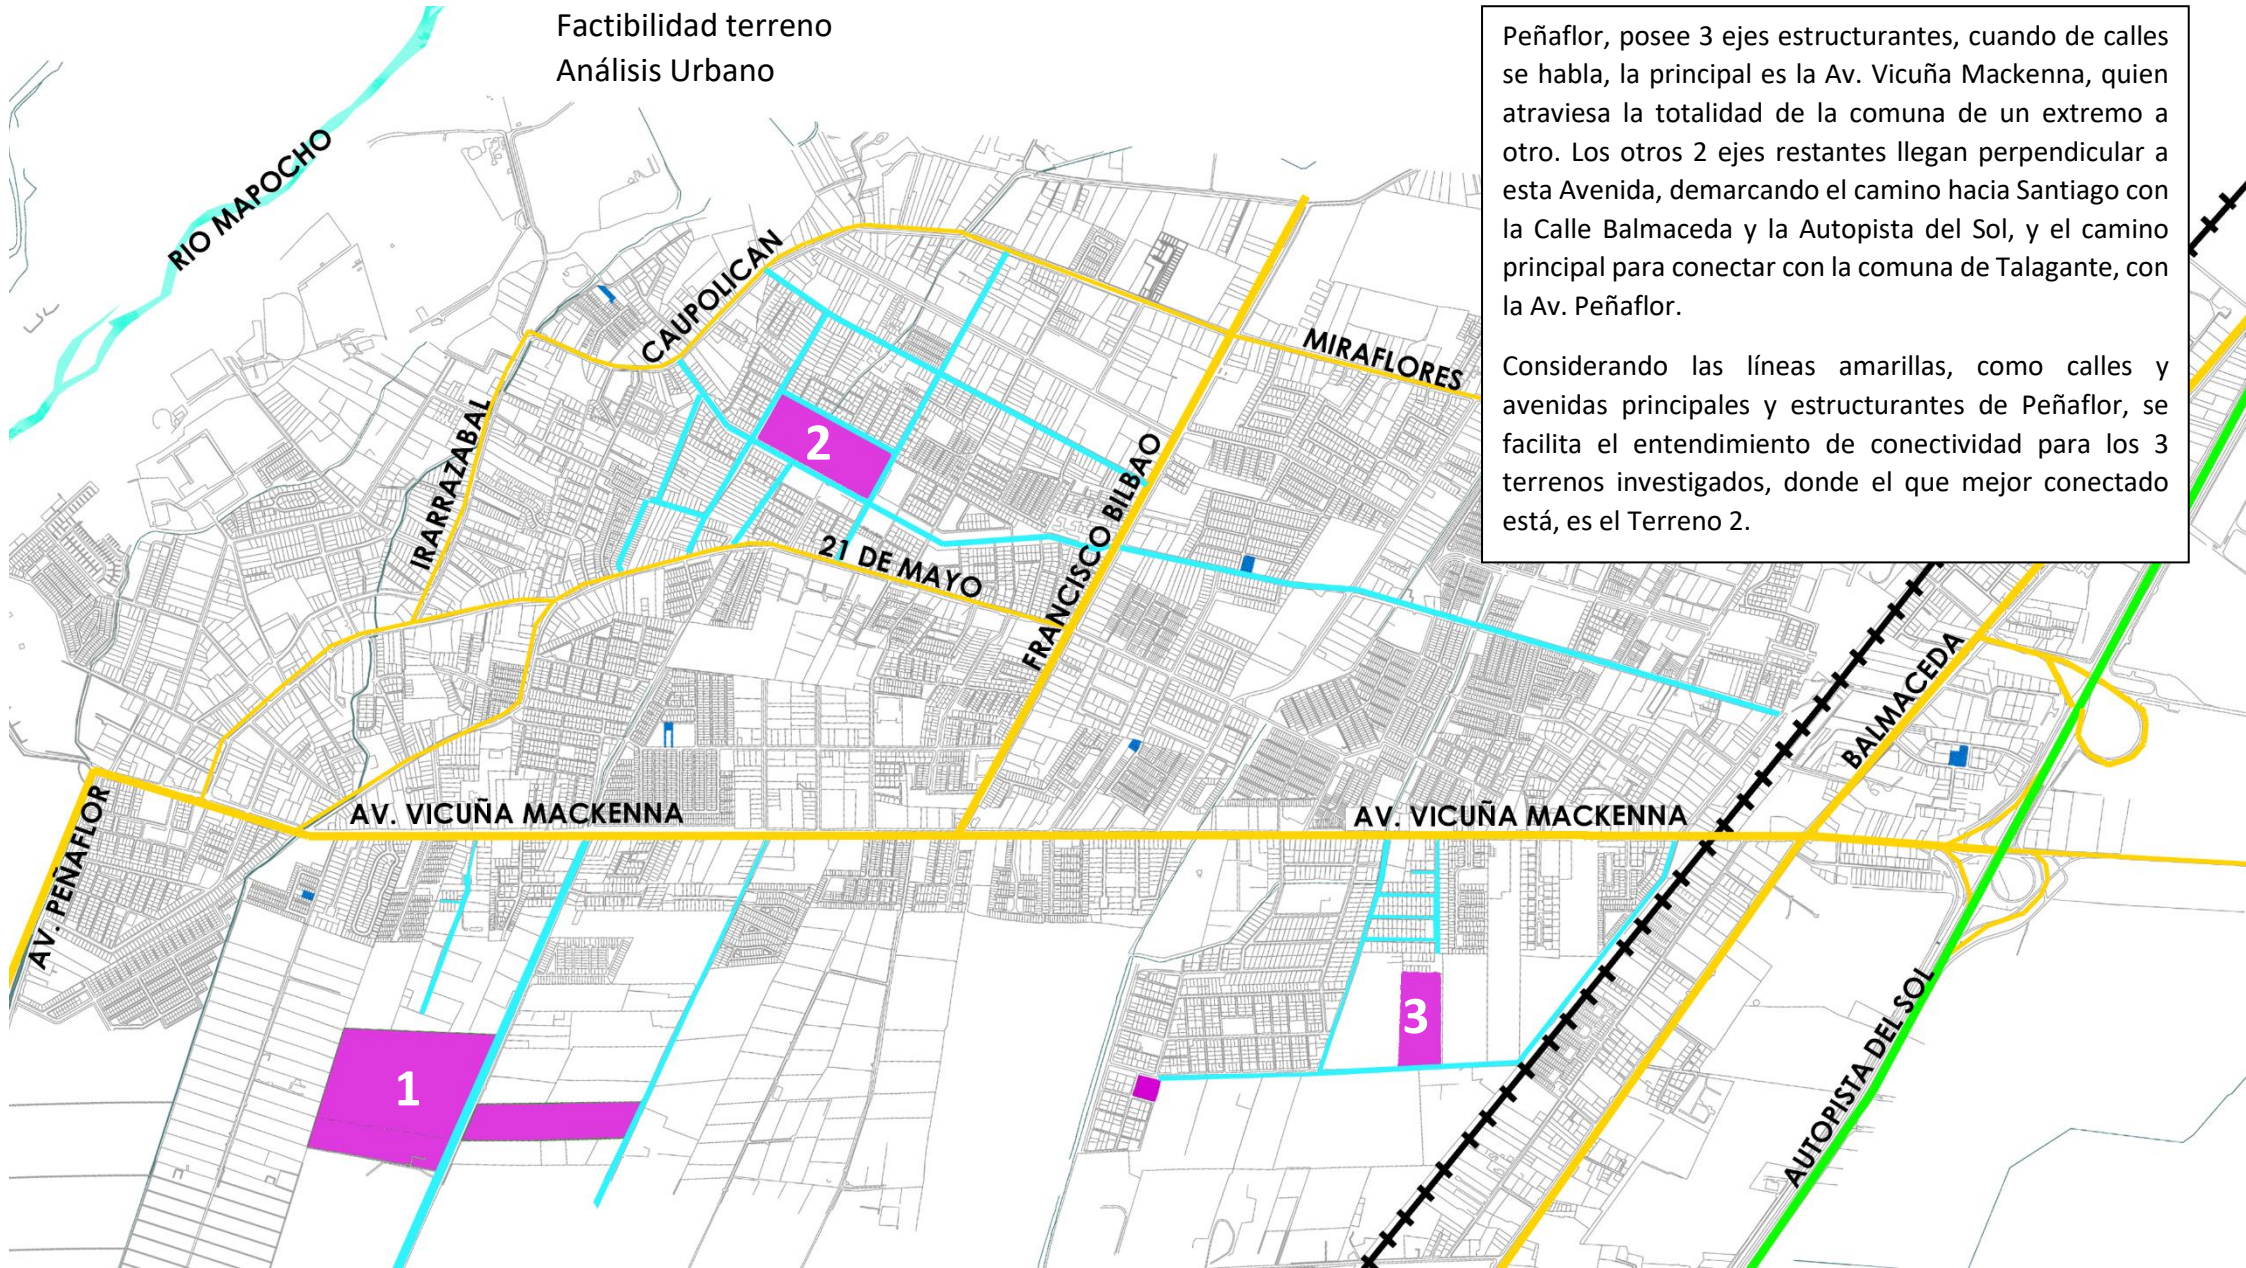 Factibilidad terreno
Análisis Urbano
Peñaflor, posee 3 ejes estructurantes, cuando de calles
se habla, la principal es la Av. Vicuña Mackenna, quien
atraviesa la totalidad de la comuna de un extremo a
otro. Los otros 2 ejes restantes llegan perpendicular a
esta Avenida, demarcando el camino hacia Santiago con
la Calle Balmaceda y la Autopista del Sol, y el camino
principal para conectar con la comuna de Talagante, con
la Av. Peñaflor.
Considerando las líneas amarillas, como calles y
avenidas principales y estructurantes de Peñaflor, se
facilita el entendimiento de conectividad para los 3
terrenos investigados, donde el que mejor conectado
está, es el Terreno 2.
RIO MAPOCHO
CAUPOLICAN
MIRAFLORES
IRARRAZABAL
2
FRANCISCO BILBAO
21 DE MAYO
BALMACEDA
AV. PEÑAFLOR
AV. VICUÑA MACKENNA
AV. VICUÑA MACKENNA
3
1
AUTOPISTA DEL SOL